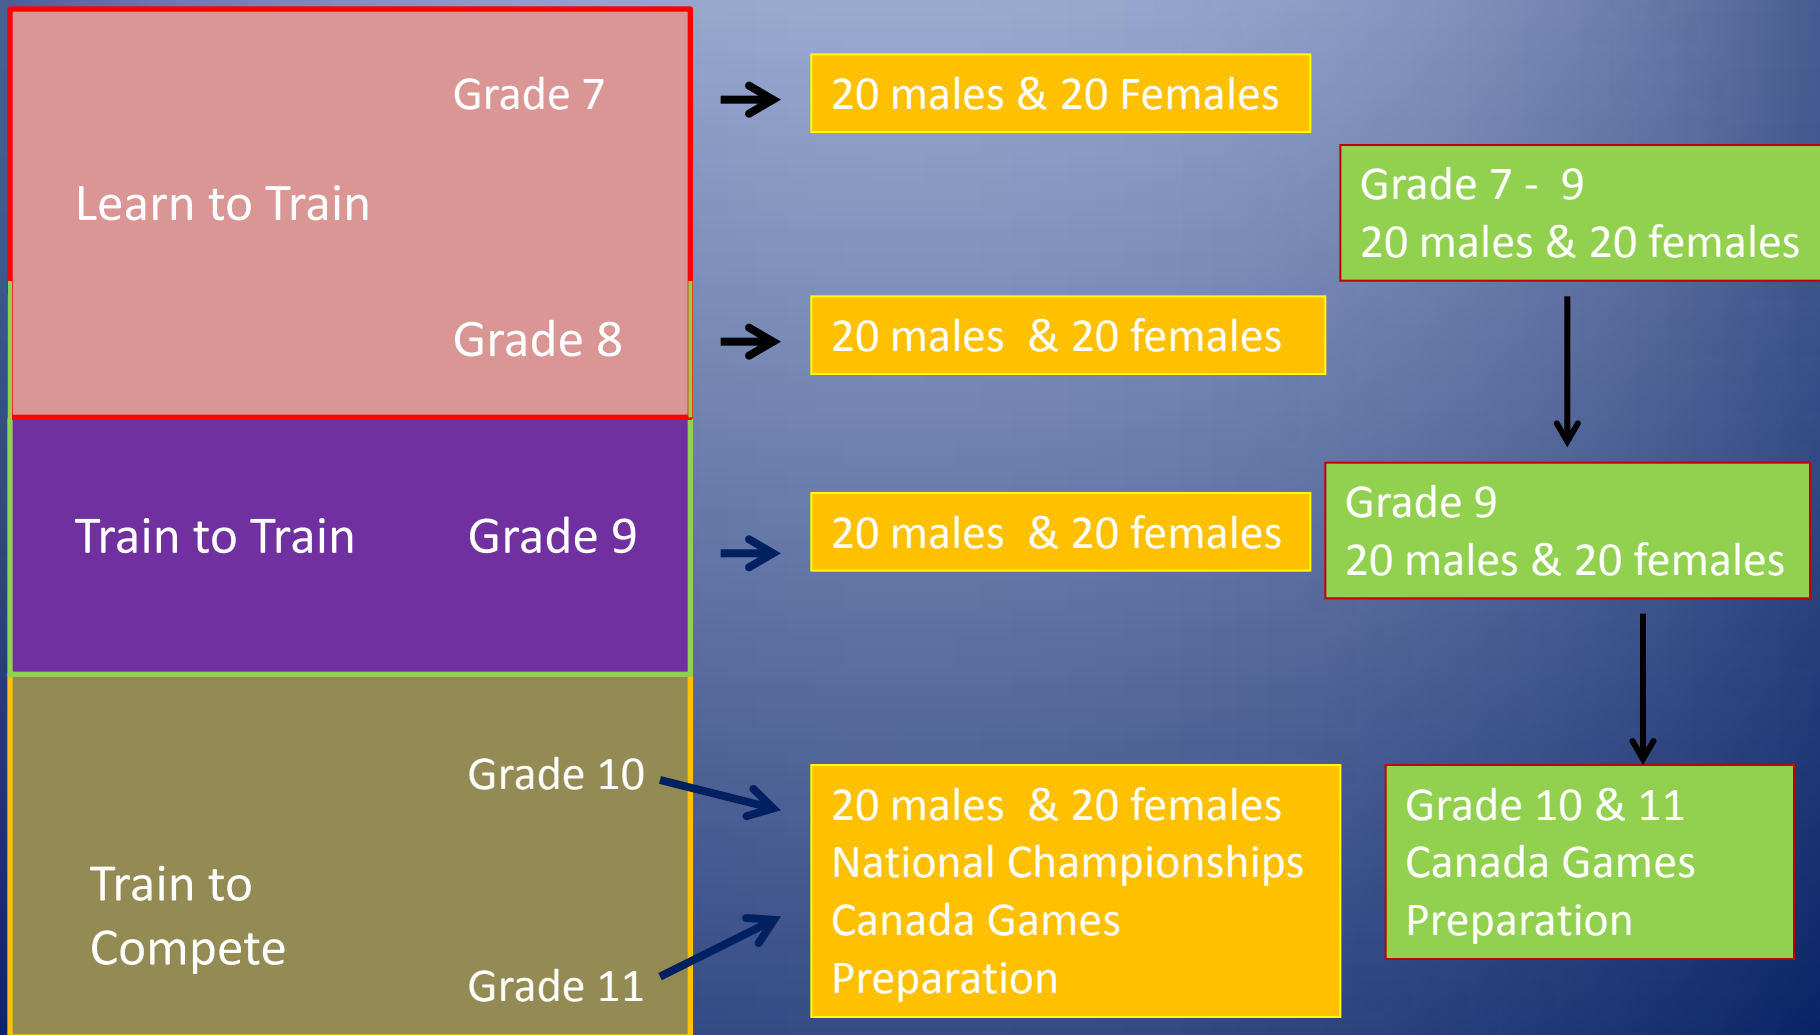 Grade 7
Learn to Train
Grade 8
Train to Train
Grade 9
Grade 10
Train to
Compete
Grade 11
20 males & 20 Females
20 males  & 20 females
20 males  & 20 females
20 males  & 20 females
National Championships
Canada Games
Preparation
Grade 7 -  9
20 males & 20 females
Grade 9
20 males & 20 females
Grade 10 & 11
Canada Games
Preparation